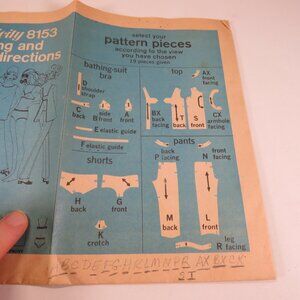 8153
ng and
directions
select your
pattern pieces
according to the view
you have chosen
19 pieces given
bathing-suit
bra
D
shoulder
strap
C
back
side
B front
A
front
E elastic guide
F elastic guide
shorts
H
back
G
front
K
crotch
top
AX
front
facing
BX
back
facing
T
S
back
front
CX
armhole
facing
pants
back
P facing
front
N facing
M
back
L
front
leg
R facing